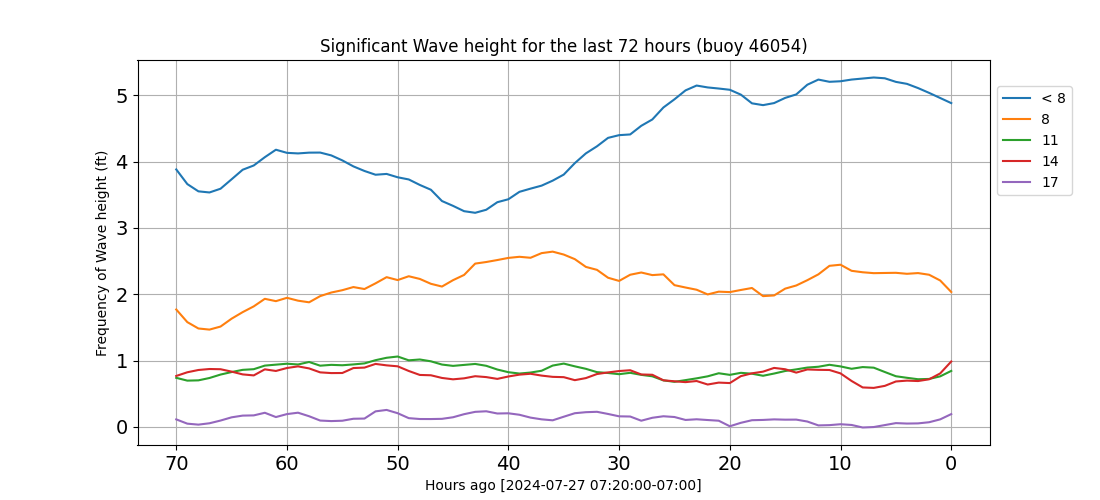 Significant Wave height for the last 72 hours (buoy 46054)
Frequency of Wave height (ft)
5
4
3
2
1
0
70 60 50 40 30 20 10 0
Hours ago [2024-07-27 07:20:00-07:00]
< 8
8
11
14
17